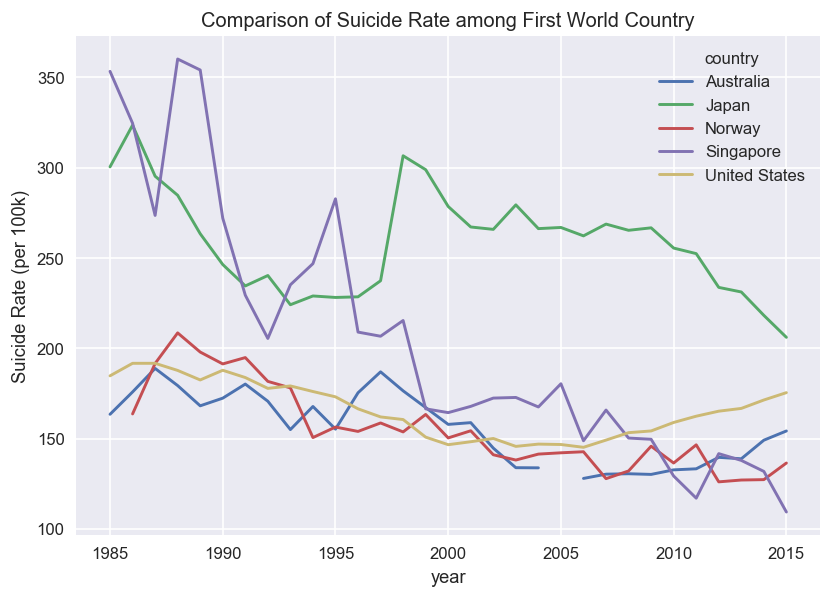 Comparison of Suicide Rate among First World Country
country
Australia
Japan
Norway
Singapore
United States
Suicide Rate (per 100k)
350
300
250
200
150
100
1985
1990
1995
2000
2005
2010
2015
year